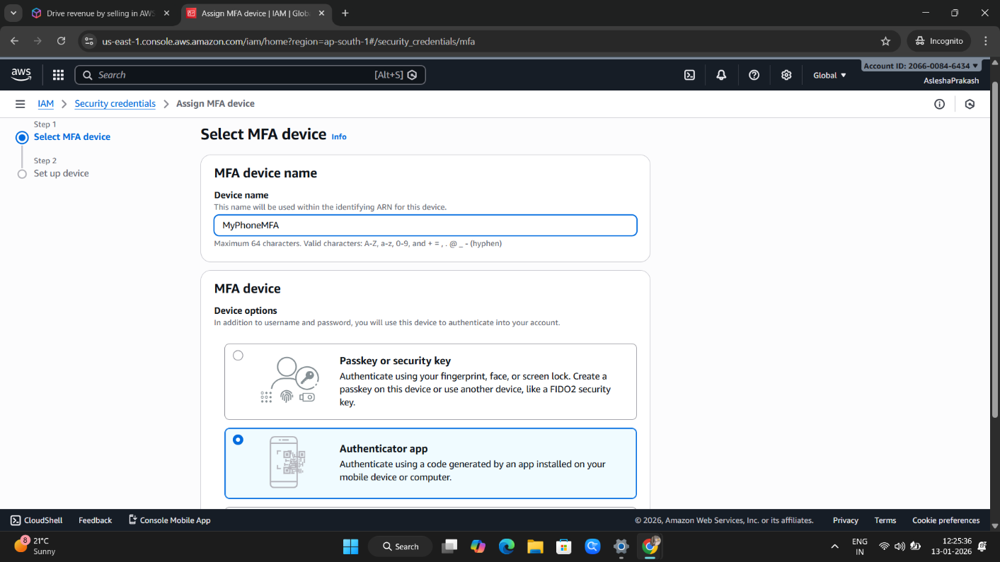 Drive revenue by selling in AWS
Assign MFA device | IAM | Globa
us-east-1.console.aws.amazon.com/iam/home?region=ap-south-1#/security_credentials/mfa
Incognito
aws
Search
[Alt+S]
Global
Account ID: 2066-0084-6434
AsleshaPrakash
IAM
Security credentials
Assign MFA device
Step 1
Select MFA device
Step 2
Set up device
Select MFA device Info
MFA device name
Device name
This name will be used within the identifying ARN for this device.
MyPhoneMFA
Maximum 64 characters. Valid characters: A-Z, a-z, 0-9, and + = , . @ _ - (hyphen)
MFA device
Device options
In addition to username and password, you will use this device to authenticate into your account.
Passkey or security key
Authenticate using your fingerprint, face, or screen lock. Create a
passkey on this device or use another device, like a FIDO2 security
key.
Authenticator app
Authenticate using a code generated by an app installed on your
mobile device or computer.
CloudShell
Feedback
Console Mobile App
© 2026, Amazon Web Services, Inc. or its affiliates.
Privacy
Terms
Cookie preferences
8
21°C
Sunny
Search
ENG
IN
12:25:36
13-01-2026